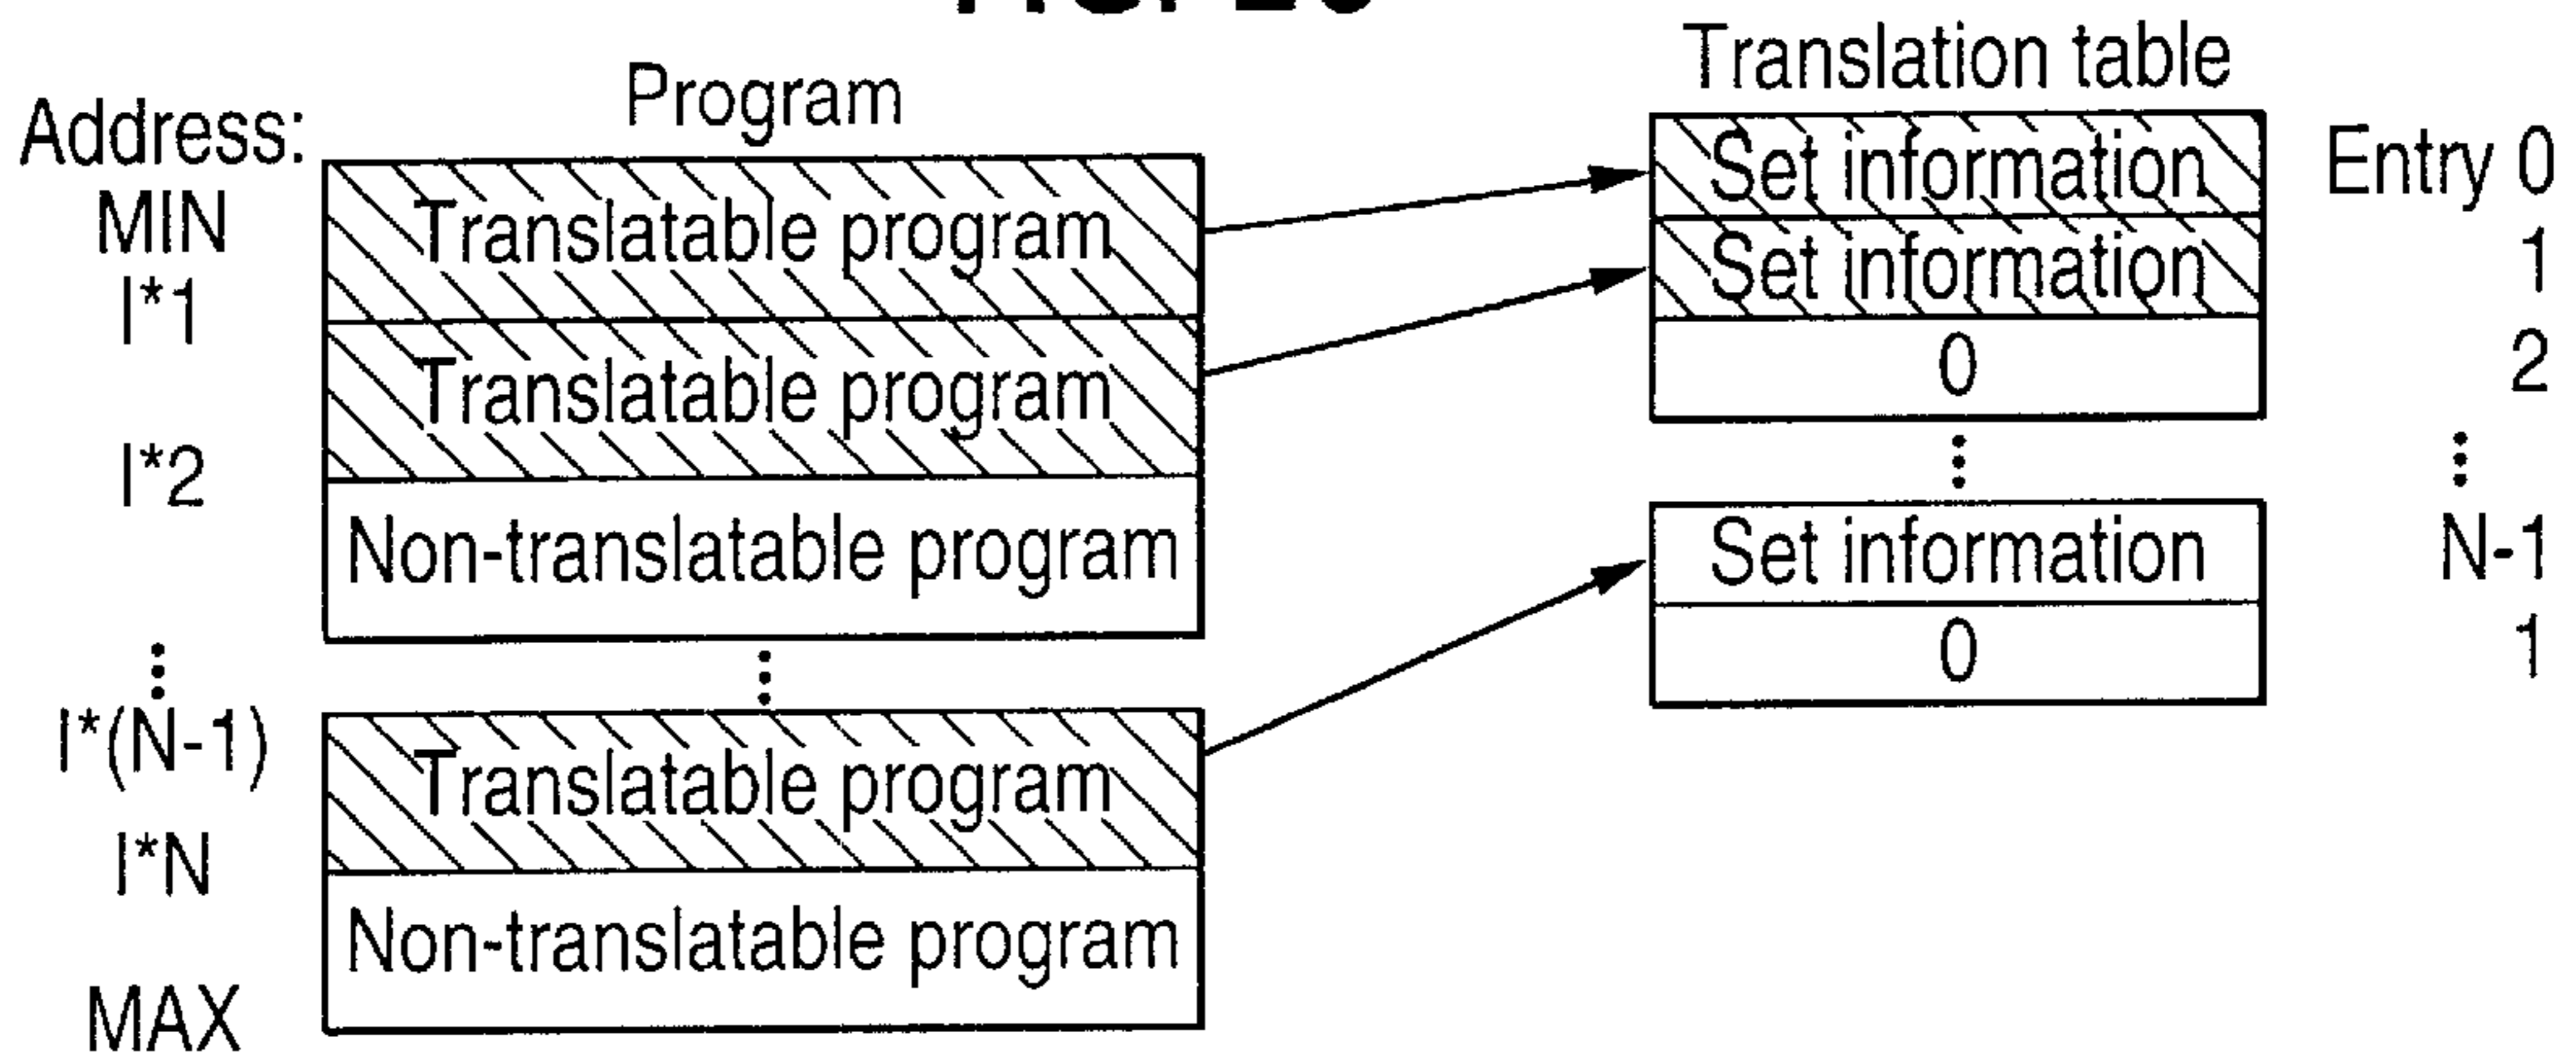 Translation table
Program
Address:
MIN
I*1
I*2
I*(N-1)
I*N
MAX
Translatable program
Translatable program
Non-translatable program
Translatable program
Non-translatable program
Set information
Set information
0
Set information
0
Entry 0
1
2
N-1
1